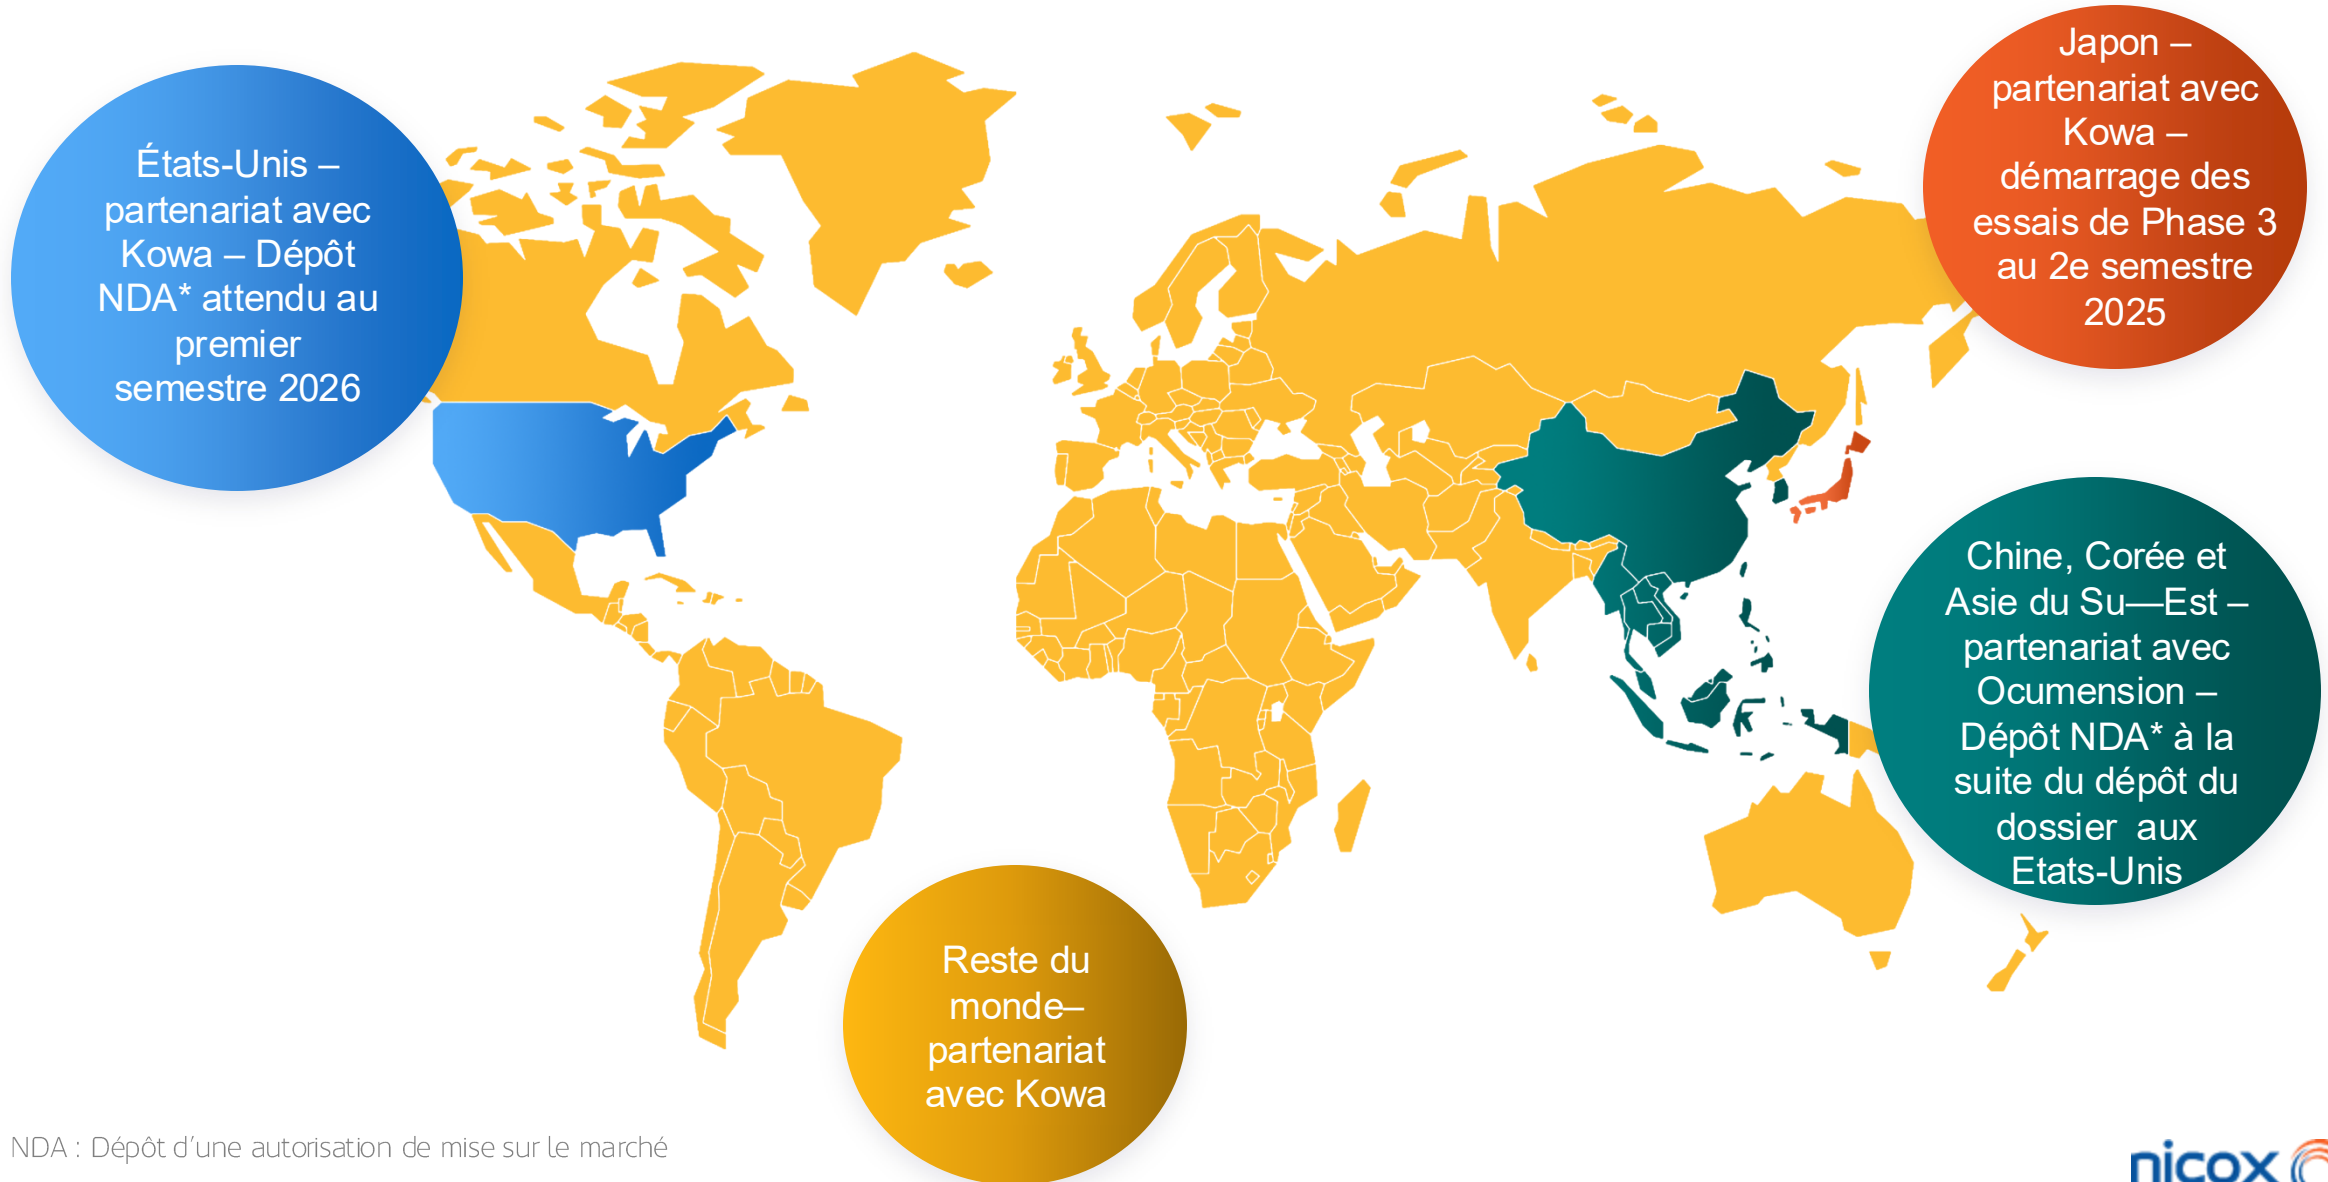 États-Unis –
partenariat avec
Kowa – Dépôt
NDA* attendu au
premier
semestre 2026
Japon –
partenariat avec
Kowa –
démarrage des
essais de Phase 3
au 2e semestre
2025
Chine, Corée et
Asie du Su—Est –
partenariat avec
Ocumension –
Dépôt NDA* à la
suite du dépôt du
dossier  aux
Etats-Unis
Reste du
monde–
partenariat
avec Kowa
NDA : Dépôt d’une autorisation de mise sur le marché
nicox